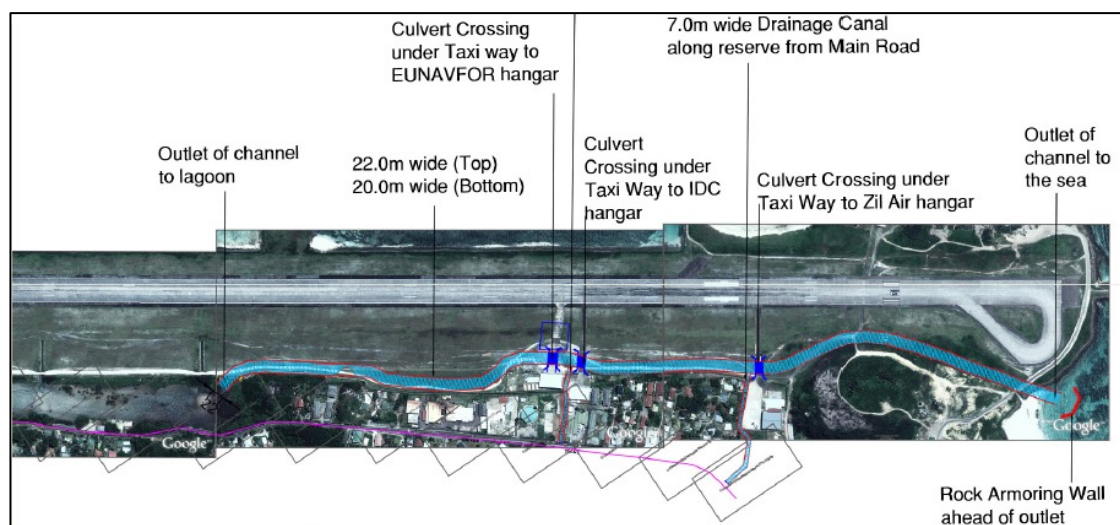 Culvert Crossing
under Taxi way to
EUNAVFOR hangar
7.0m wide Drainage Canal
along reserve from Main Road
Outlet of channel
to lagoon
22.0m wide (Top)
20.0m wide (Bottom)
Culvert
Crossing under
Taxi Way to IDC
hangar
Culvert Crossing under
Taxi Way to Zil Air hangar
Outlet of
channel to
the sea
Google
Google
Google
Rock Armoring Wall
ahead of outlet